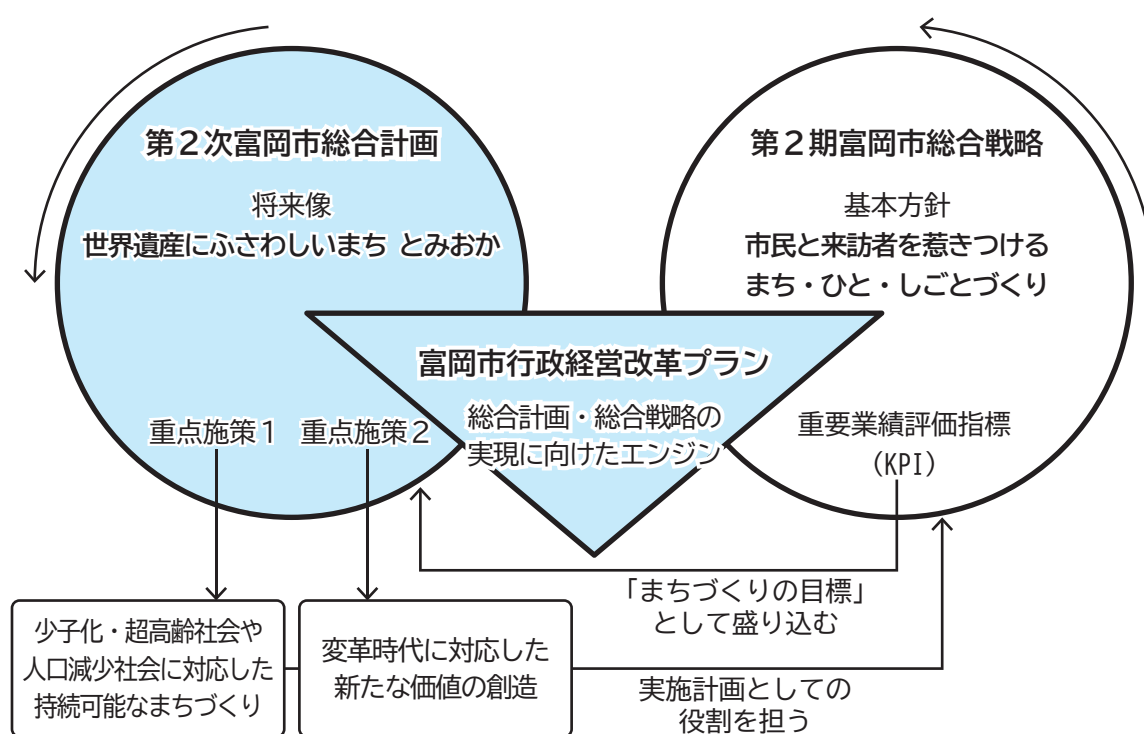 第２次富岡市総合計画
将来像
世界遺産にふさわしいまち とみおか
重点施策１
重点施策２
第２期富岡市総合戦略
基本方針
市民と来訪者を惹きつける
まち・ひと・しごとづくり
重要業績評価指標
(KPI)
富岡市行政経営改革プラン
総合計画・総合戦略の
実現に向けたエンジン
「まちづくりの目標」
として盛り込む
少子化・超高齢社会や
人口減少社会に対応した
持続可能なまちづくり
変革時代に対応した
新たな価値の創造
実施計画としての
役割を担う